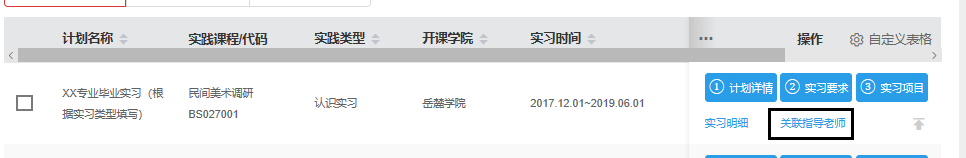 计划名称 实践课程/代码 实践类型 开课学院 实习时间 ... 操作 自定义表格
XX专业毕业实习（根据实习类型填写）
民间美术调研
BS027001
认识实习
岳麓学院
2017.12.01~2019.06.01
① 计划详情 ② 实习要求 ③ 实习项目
实习明细 关联指导老师